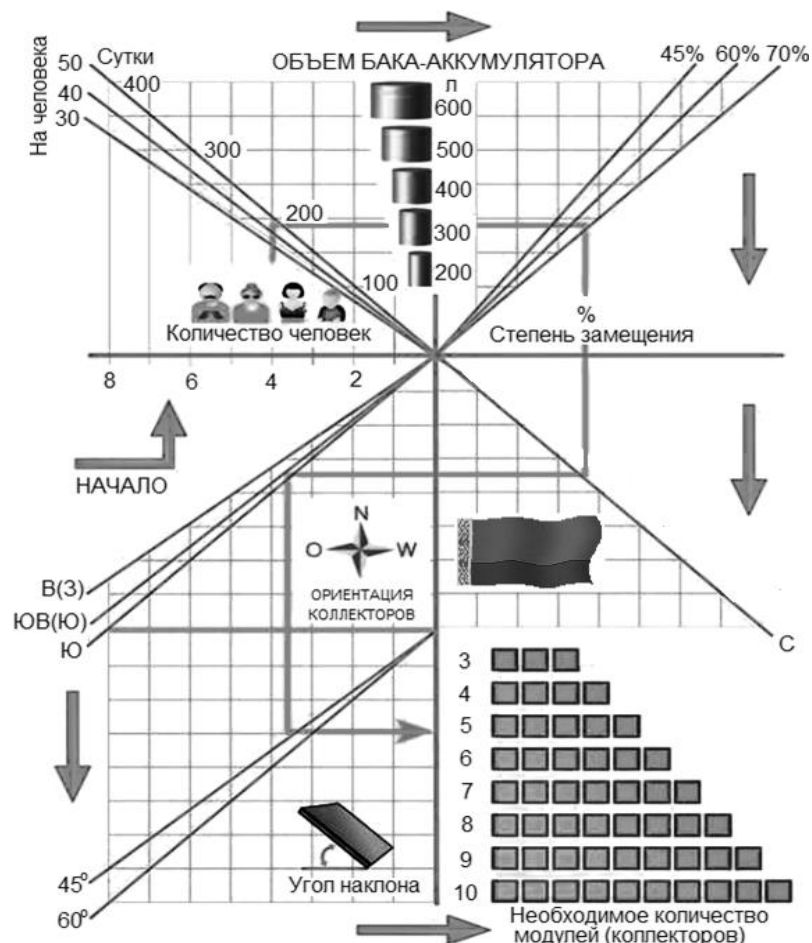 ОБЪЕМ БАКА-АККУМУЛЯТОРА
На человека
Сутки
50
40
30
400
300
200
100
л
600
500
400
300
200
45% 60% 70%
Количество человек
8 6 4 2
%
Степень замещения
НАЧАЛО
N
O W
ОРИЕНТАЦИЯ
КОЛЛЕКТОРОВ
В(З)
ЮВ(Ю)
Ю
С
3
4
5
6
7
8
9
10
45°
60°
Угол наклона
Необходимое количество
модулей (коллекторов)